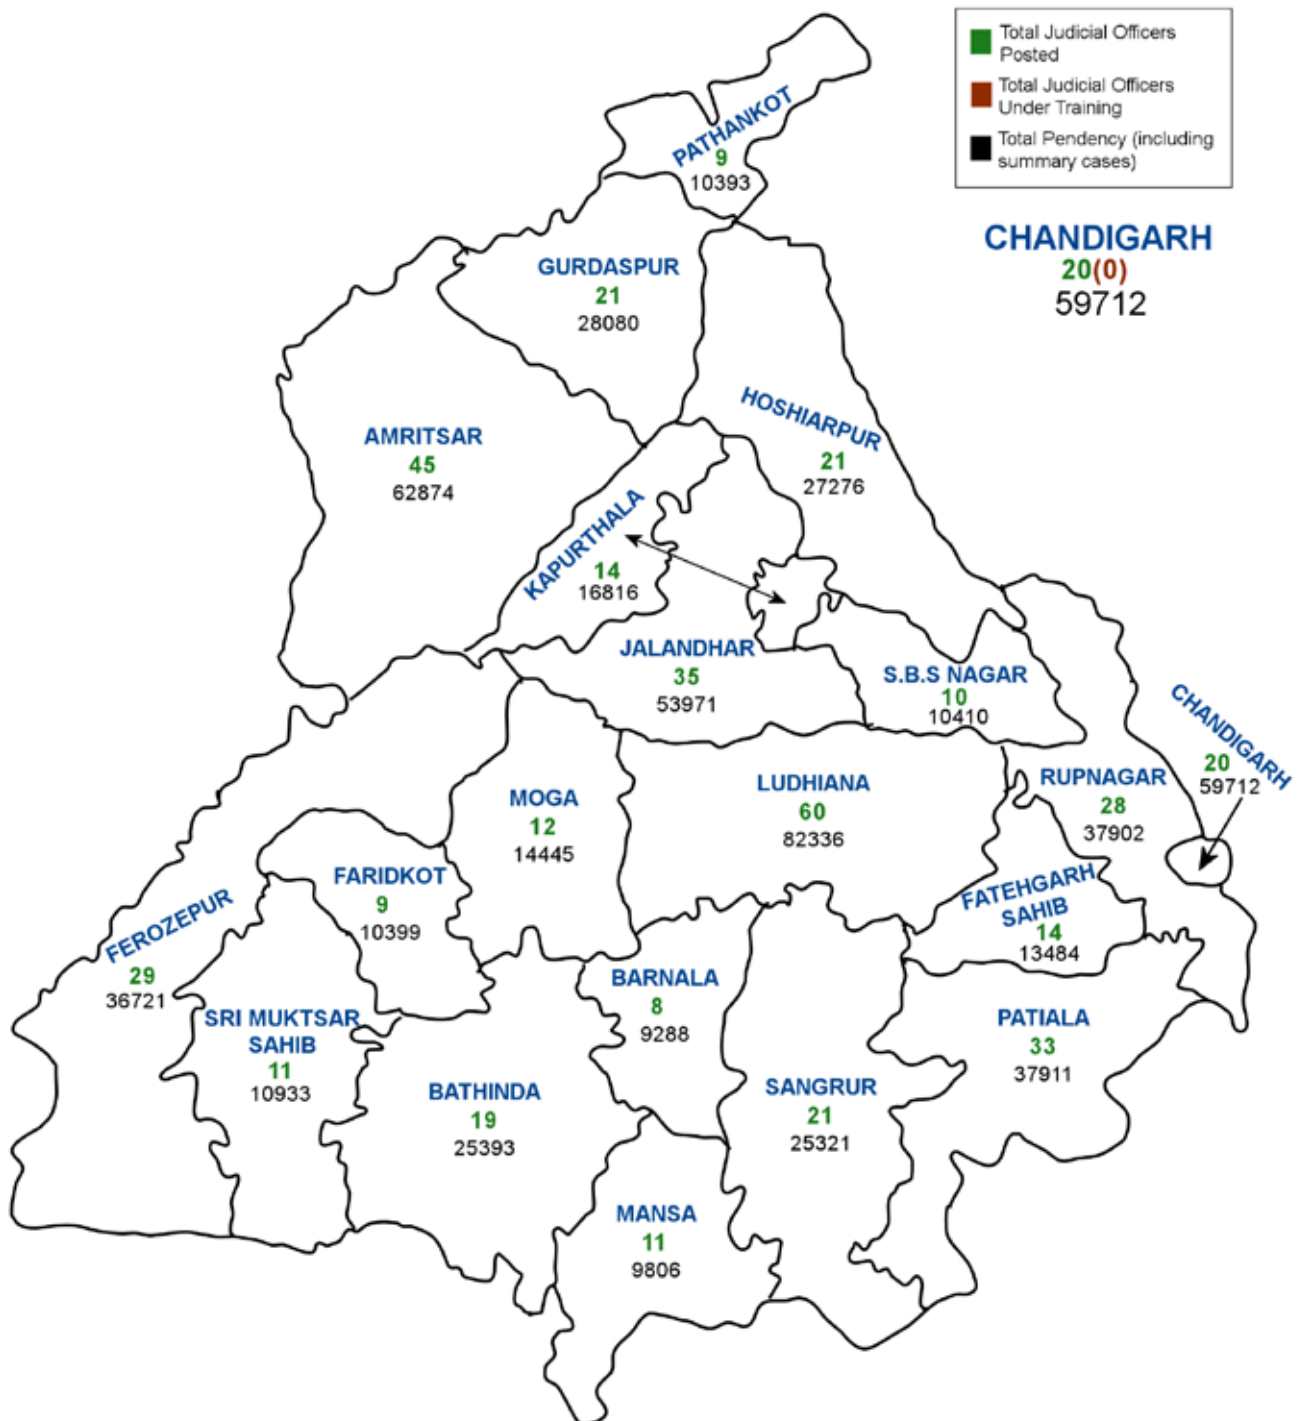 Total Judicial Officers
Posted
Total Judicial Officers
Under Training
Total Pendency (including
summary cases)
CHANDIGARH
20(0)
59712
PATHANKOT
9
10393
GURDASPUR
21
28080
AMRITSAR
45
62874
HOSHIARPUR
21
27276
KAPURTHALA
14
16816
JALANDHAR
35
53971
S.B.S NAGAR
10
10410
CHANDIGARH
20
59712
RUPNAGAR
28
37902
LUDHIANA
60
82336
MOGA
12
14445
FARIDKOT
9
10399
FEROZEPUR
29
36721
FATEHGARH
SAHIB
14
13484
SRI MUKTSAR
SAHIB
11
10933
BARNALA
8
9288
PATIALA
33
37911
BATHINDA
19
25393
SANGRUR
21
25321
MANSA
11
9806